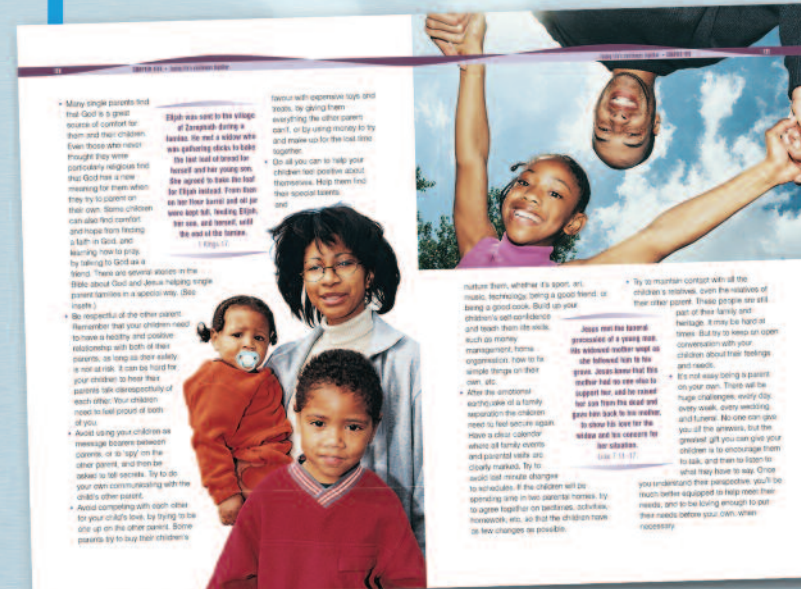 • Many single parents find
that God is a great
source of comfort for
them and their children.
Even those who never
thought they were
particularly religious find
that God has a new
meaning for them when
they try to parent on
their own. Some children
can also find comfort
and hope from finding
a faith in God, and
learning how to pray,
by talking to God as a
friend. There are several stories in the
Bible about God and Jesus helping single
parent families in a special way. (See
insets.)
• Be respectful of the other parent.
Remember that your children need
to have a healthy and positive
relationship with both of their
parents, as long as their safety
is not at risk. It can be hard for
your children to hear their
parents talk disrespectfully of
each other. Your children
need to feel proud of both
of you.
• Avoid using your children as
message bearers between
parents, or to 'spy' on the
other parent, and then be
asked to tell secrets. Try to do
your own communicating with the
child's other parent.
• Avoid competing with each other
for your child's love, by trying to be
one up on the other parent. Some
parents try to buy their children's
Elijah was sent to the village
of Zarephath during a
famine. He met a widow who
was gathering sticks to bake
the last loaf of bread for
herself and her young son.
She agreed to bake the loaf
for Elijah instead. From then
on her flour barrel and oil jar
were kept full, feeding Elijah,
her son, and herself, until
the end of the famine.
1 Kings 17
favour with expensive toys and
treats, by giving them
everything the other parent
can't, or by using money to try
and make up for the lost time
together.
• Do all you can to help your
children feel positive about
themselves. Help them find
their special talents
and
nurture them, whether it's sport, art,
music, technology, being a good friend, or
being a good cook. Build up your
children's self-confidence
and teach them life skills,
such as money
management, home
organisation, how to fix
simple things on their
own, etc.
• After the emotional
earthquake of a family
separation the children
need to feel secure again.
Have a clear calendar
where all family events
and parental visits are
clearly marked. Try to
avoid last minute changes
to schedules. If the children will be
spending time in two parental homes, try
to agree together on bedtimes, activities,
homework, etc, so that the children have
as few changes as possible.
Jesus met the funeral
procession of a young man.
His widowed mother wept as
she followed him to his
grave. Jesus knew that this
mother had no one else to
support her, and he raised
her son from the dead and
gave him back to his mother,
to show his love for the
widow and his concern for
her situation.
Luke 7:11-17
• Try to maintain contact with all the
children's relatives, even the relatives of
their other parent. These people are still
part of their family and
heritage. It may be hard at
times. But try to keep an open
conversation with your
children about their feelings
and needs.
• It's not easy being a parent
on your own. There will be
huge challenges, every day,
every week, every wedding,
and funeral. No one can give
you all the answers, but the
greatest gift you can give your
children is to encourage them
to talk, and then to listen to
what they have to say. Once
you understand their perspective, you'll be
much better equipped to help meet their
needs, and to be loving enough to put
their needs before your own, when
necessary.